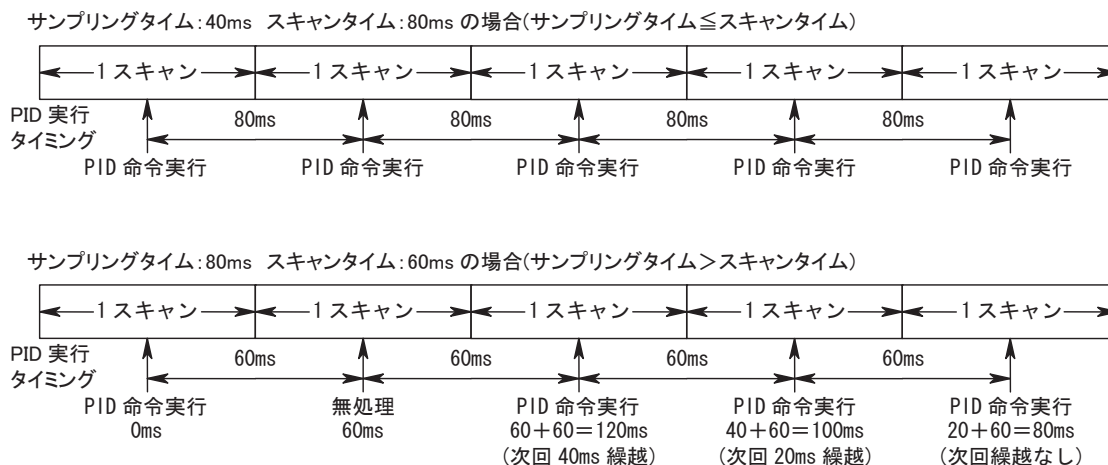 サンプリングタイム:40ms スキャンタイム:80ms の場合(サンプリングタイム≦スキャンタイム)
1スキャン 1スキャン 1スキャン 1スキャン 1スキャン
PID 実行
タイミング
80ms 80ms 80ms 80ms
PID 命令実行 PID 命令実行 PID 命令実行 PID 命令実行 PID 命令実行
サンプリングタイム:80ms スキャンタイム:60ms の場合(サンプリングタイム>スキャンタイム)
1スキャン 1スキャン 1スキャン 1スキャン 1スキャン
PID 実行
タイミング
60ms 60ms 60ms 60ms
PID 命令実行 無処理 PID 命令実行 PID 命令実行 PID 命令実行
0ms 60ms 60+60=120ms 40+60=100ms 20+60=80ms
(次回 40ms 繰越) (次回 20ms 繰越) (次回繰越なし)